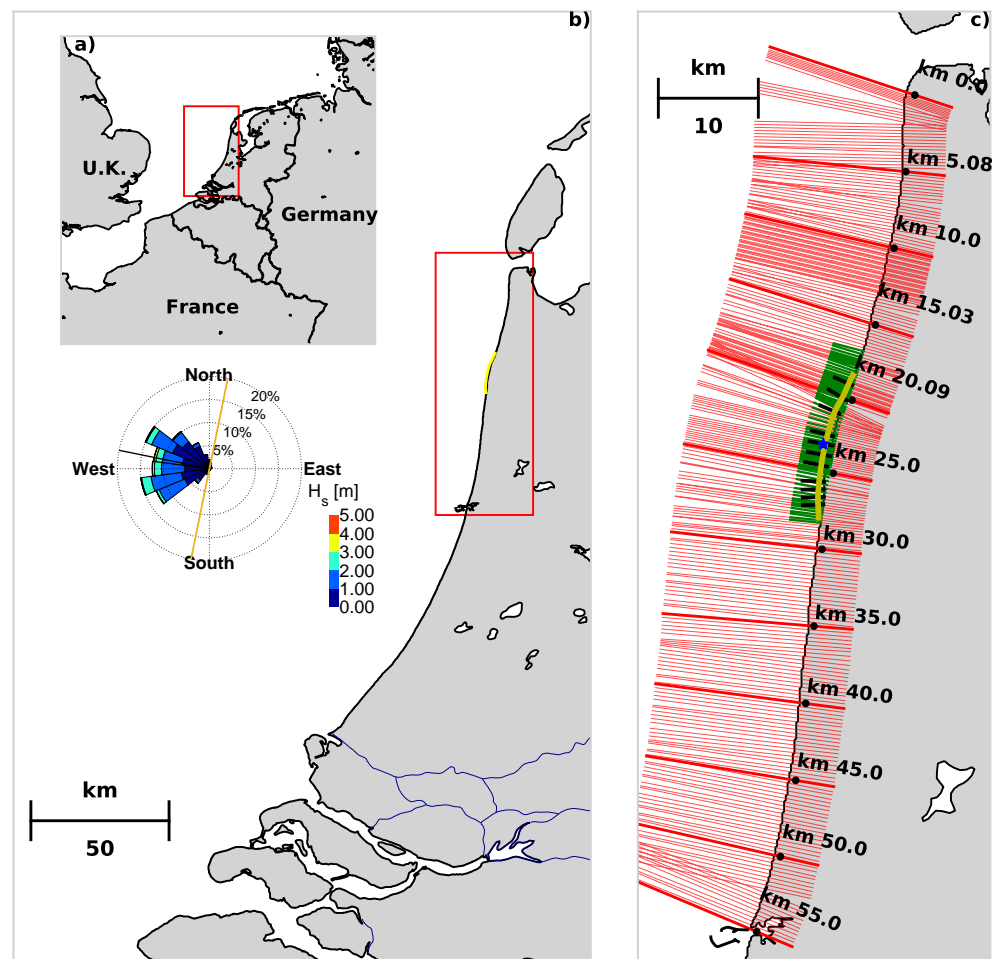 a)
U.K.
Germany
France
b)
North
20%
15%
10%
5%
West
East
South
H_s [m]
5.00
4.00
3.00
2.00
1.00
0.00
km
50
c)
km
10
km 0.0
km 5.08
km 10.0
km 15.03
km 20.09
km 25.0
km 30.0
km 35.0
km 40.0
km 45.0
km 50.0
km 55.0